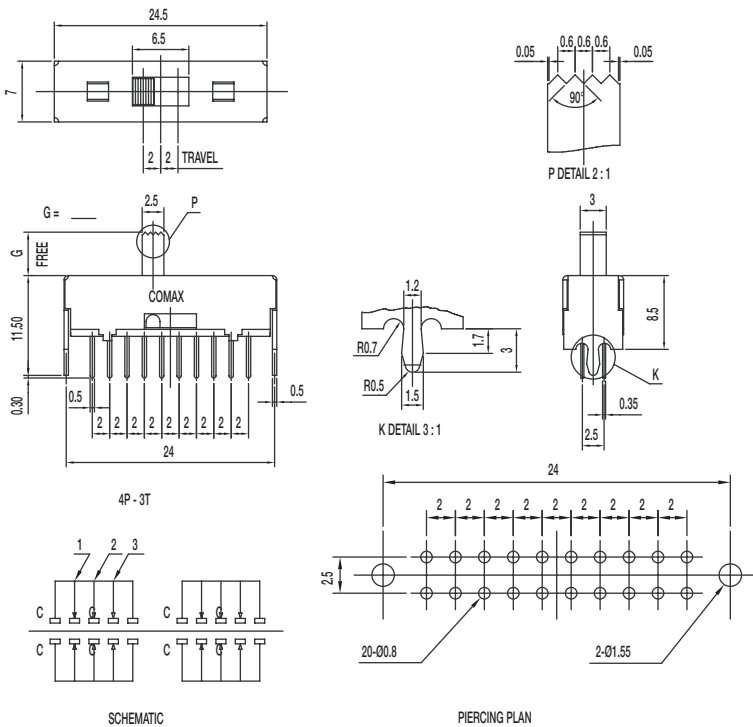 24.5
6.5
7
2 2 TRAVEL
0.05 0.6 0.6 0.6 0.05
90°
P DETAIL 2 : 1
G = ____
2.5
P
G
FREE
COMAX
11.50
0.30
0.5
0.5
2 2 2 2 2 2 2 2 2
24
1.2
R0.7
1.7
3
R0.5
1.5
K DETAIL 3 : 1
3
8.5
K
0.35
2.5
4P - 3T
1 2 3
C C
C
C C
C C
SCHEMATIC
24
2 2 2 2 2 2 2 2 2
2.5
20-Ø0.8
2-Ø1.55
PIERCING PLAN